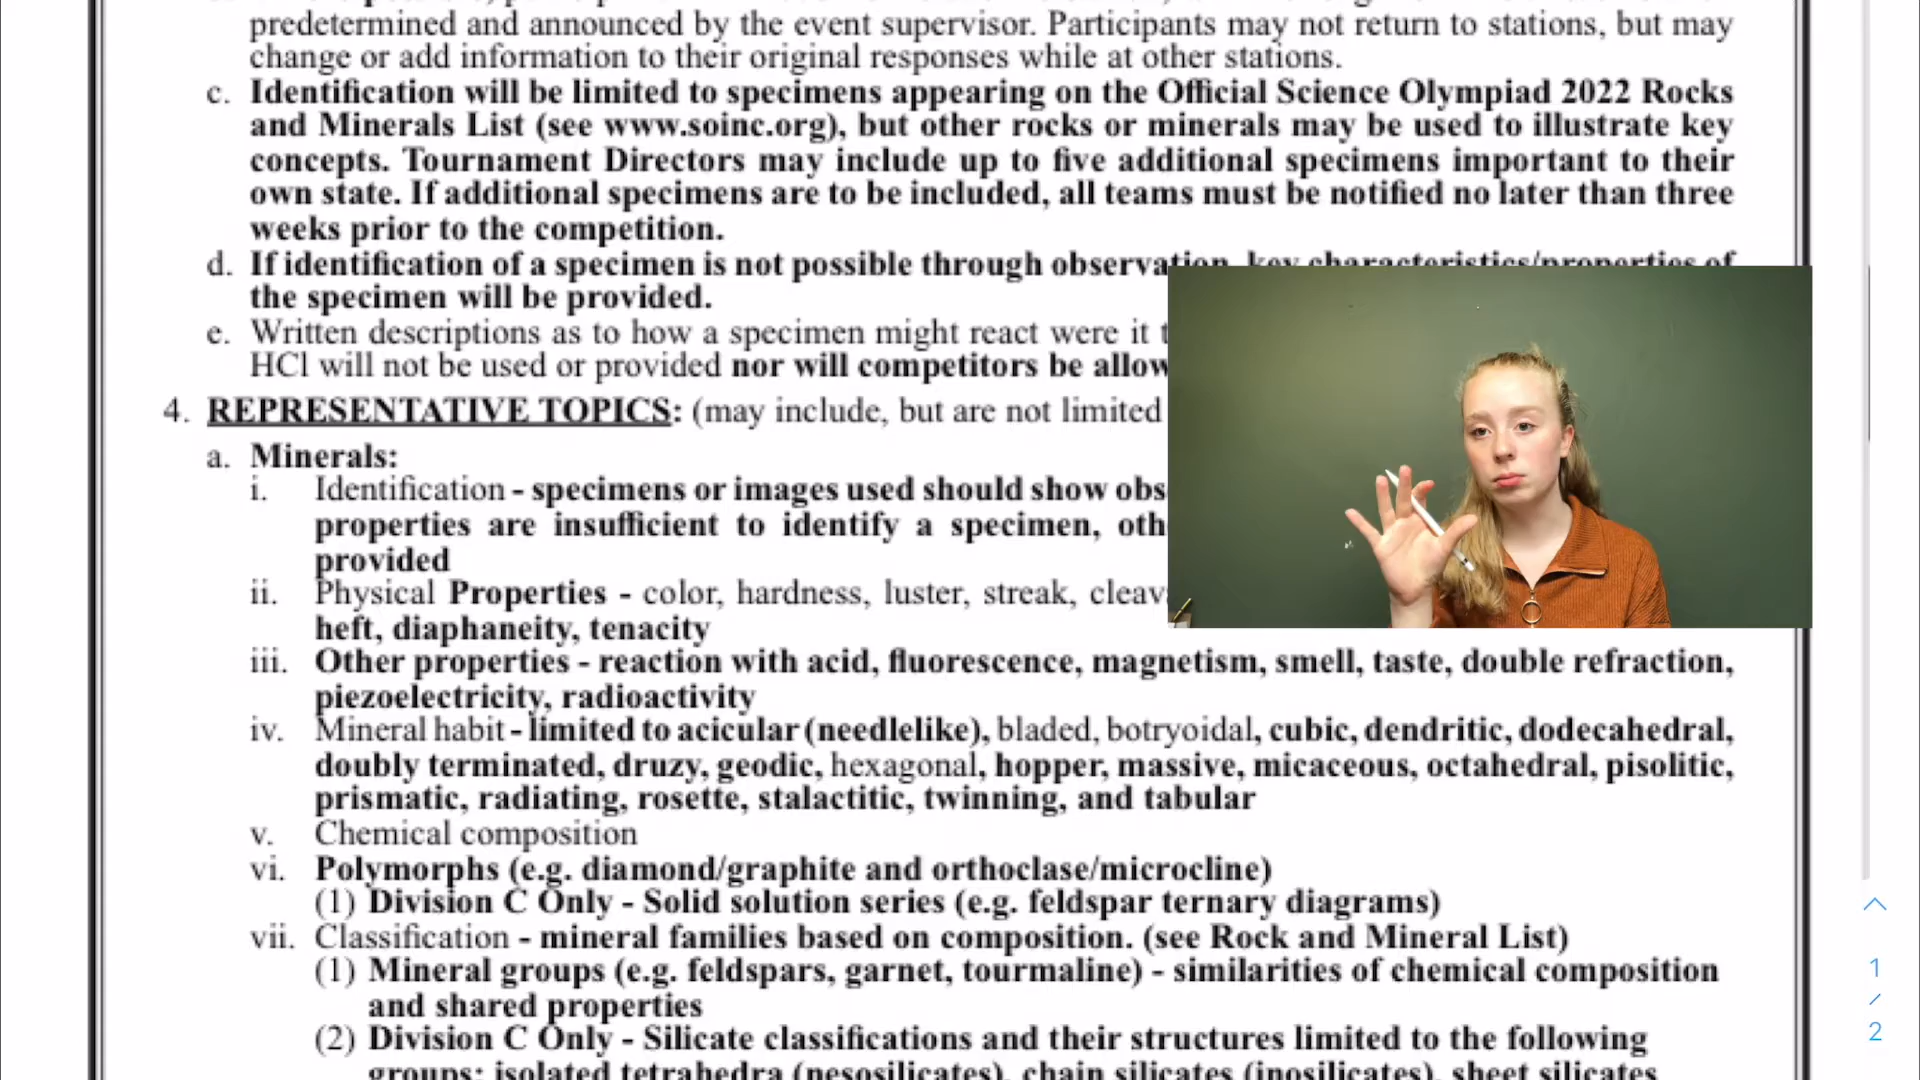 predetermined and announced by the event supervisor. Participants may not return to stations, but may
change or add information to their original responses while at other stations.
c. Identification will be limited to specimens appearing on the Official Science Olympiad 2022 Rocks
and Minerals List (see www.soinc.org), but other rocks or minerals may be used to illustrate key
concepts. Tournament Directors may include up to five additional specimens important to their
own state. If additional specimens are to be included, all teams must be notified no later than three
weeks prior to the competition.
d. If identification of a specimen is not possible through observation, key characteristics/properties of
the specimen will be provided.
e. Written descriptions as to how a specimen might react were it
HCl will not be used or provided nor will competitors be allow
4. REPRESENTATIVE TOPICS: (may include, but are not limited
a. Minerals:
i. Identification - specimens or images used should show obs
properties are insufficient to identify a specimen, oth
provided
ii. Physical Properties - color, hardness, luster, streak, cleav
heft, diaphaneity, tenacity
iii. Other properties - reaction with acid, fluorescence, magnetism, smell, taste, double refraction,
piezoelectricity, radioactivity
iv. Mineral habit - limited to acicular (needlelike), bladed, botryoidal, cubic, dendritic, dodecahedral,
doubly terminated, druzy, geodic, hexagonal, hopper, massive, micaceous, octahedral, pisolitic,
prismatic, radiating, rosette, stalactitic, twinning, and tabular
v. Chemical composition
vi. Polymorphs (e.g. diamond/graphite and orthoclase/microcline)
(1) Division C Only - Solid solution series (e.g. feldspar ternary diagrams)
vii. Classification - mineral families based on composition. (see Rock and Mineral List)
(1) Mineral groups (e.g. feldspars, garnet, tourmaline) - similarities of chemical composition
and shared properties
(2) Division C Only - Silicate classifications and their structures limited to the following
groups: isolated tetrahedra (nesosilicates), chain silicates (inosilicates), sheet silicates
1
/
2